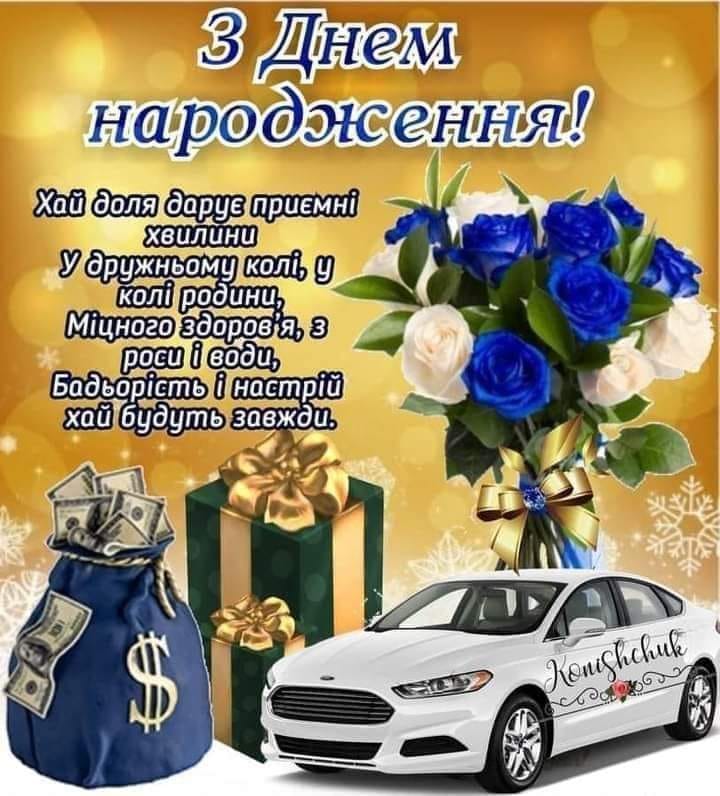 З Днем
народження!
Хай доля дарує приємні
хвилини
У дружньому колі, у
колі родини,
Міцного здоров'я, з
роси і води,
Бадьорість і настрій
хай будуть завжди.
$
Konishchuk